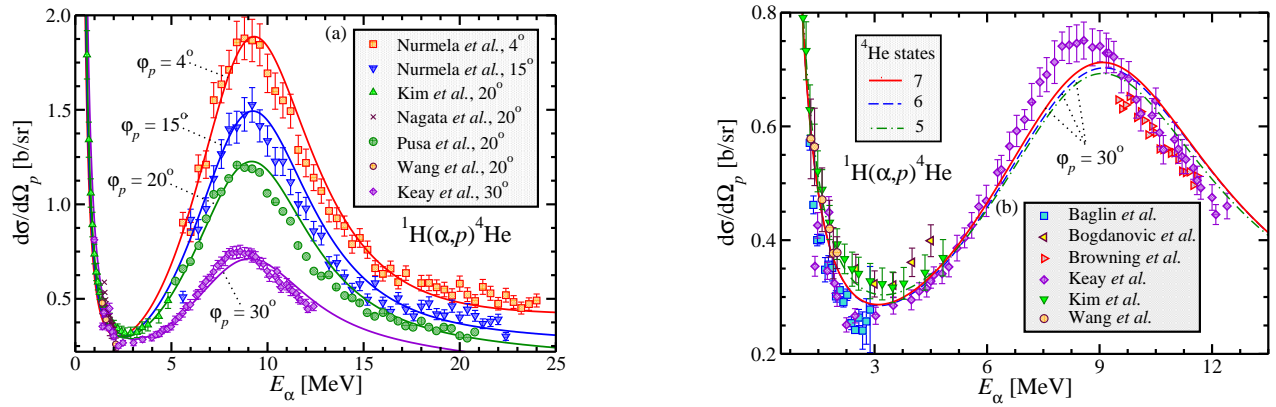 (a)
Nurmela et al., 4°
Nurmela et al., 15°
Kim et al., 20°
Nagata et al., 20°
Pusa et al., 20°
Wang et al., 20°
Keay et al., 30°
φp = 4°
φp = 15°
φp = 20°
φp = 30°
¹H(α,p)⁴He
dσ/dΩp [b/sr]
2.0
1.5
1.0
0.5
0 5 10 15 20 25
Eα [MeV]
(b)
⁴He states
7
6
5
¹H(α,p)⁴He
φp = 30°
Baglin et al.
Bogdanovic et al.
Browning et al.
Keay et al.
Kim et al.
Wang et al.
dσ/dΩp [b/sr]
0.8
0.6
0.4
0.2
3 6 9 12
Eα [MeV]